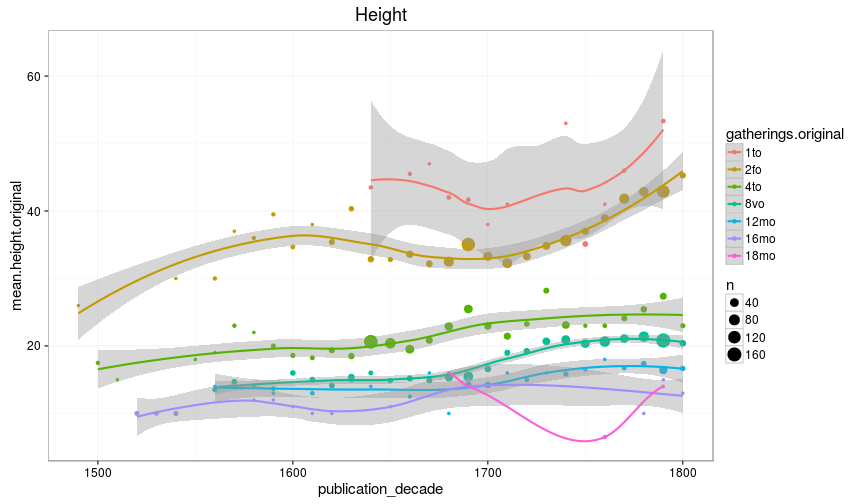 Height
mean.height.original
60
40
20
1500
1600
1700
1800
publication_decade
gatherings.original
1to
2fo
4to
8vo
12mo
16mo
18mo
n
40
80
120
160